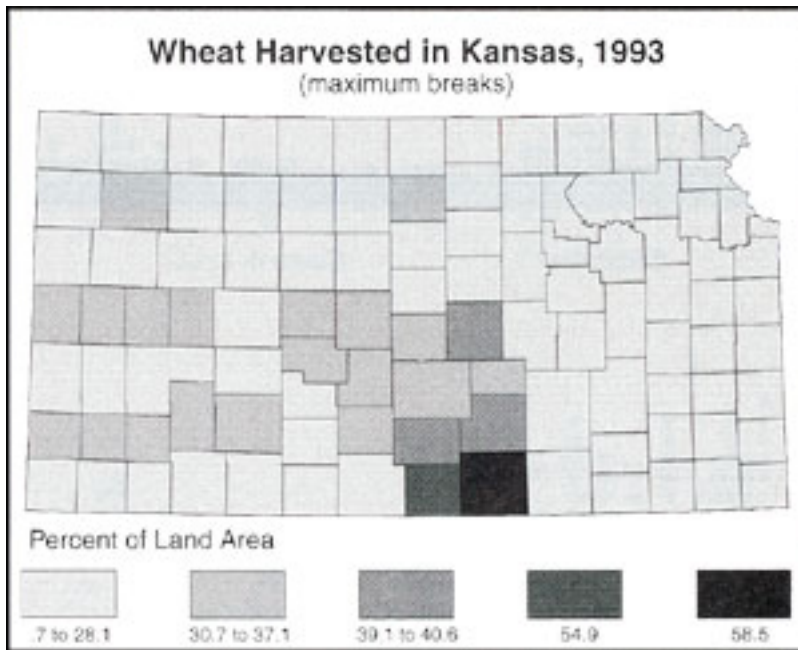 Wheat Harvested in Kansas, 1993
(maximum breaks)
Percent of Land Area
.7 to 28.1
30.7 to 37.1
39.1 to 40.6
54.9
58.5